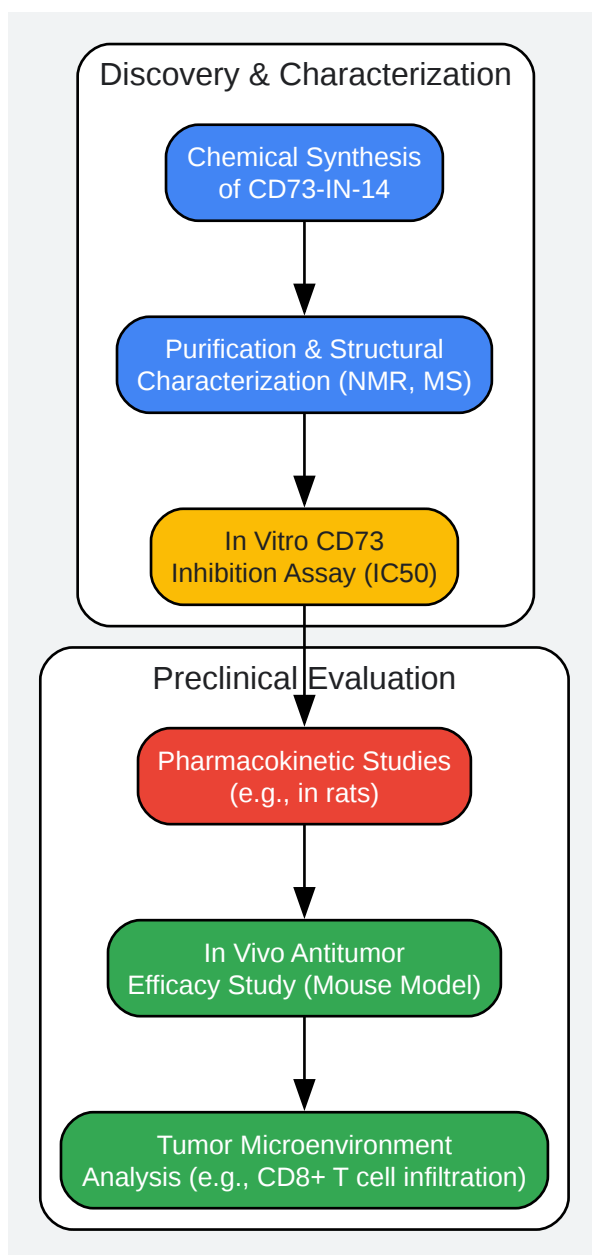 Discovery & Characterization
Chemical Synthesis
of CD73-IN-14
Purification & Structural
Characterization (NMR, MS)
In Vitro CD73
Inhibition Assay (IC50)
Preclinical Evaluation
Pharmacokinetic Studies
(e.g., in rats)
In Vivo Antitumor
Efficacy Study (Mouse Model)
Tumor Microenvironment
Analysis (e.g., CD8+ T cell infiltration)